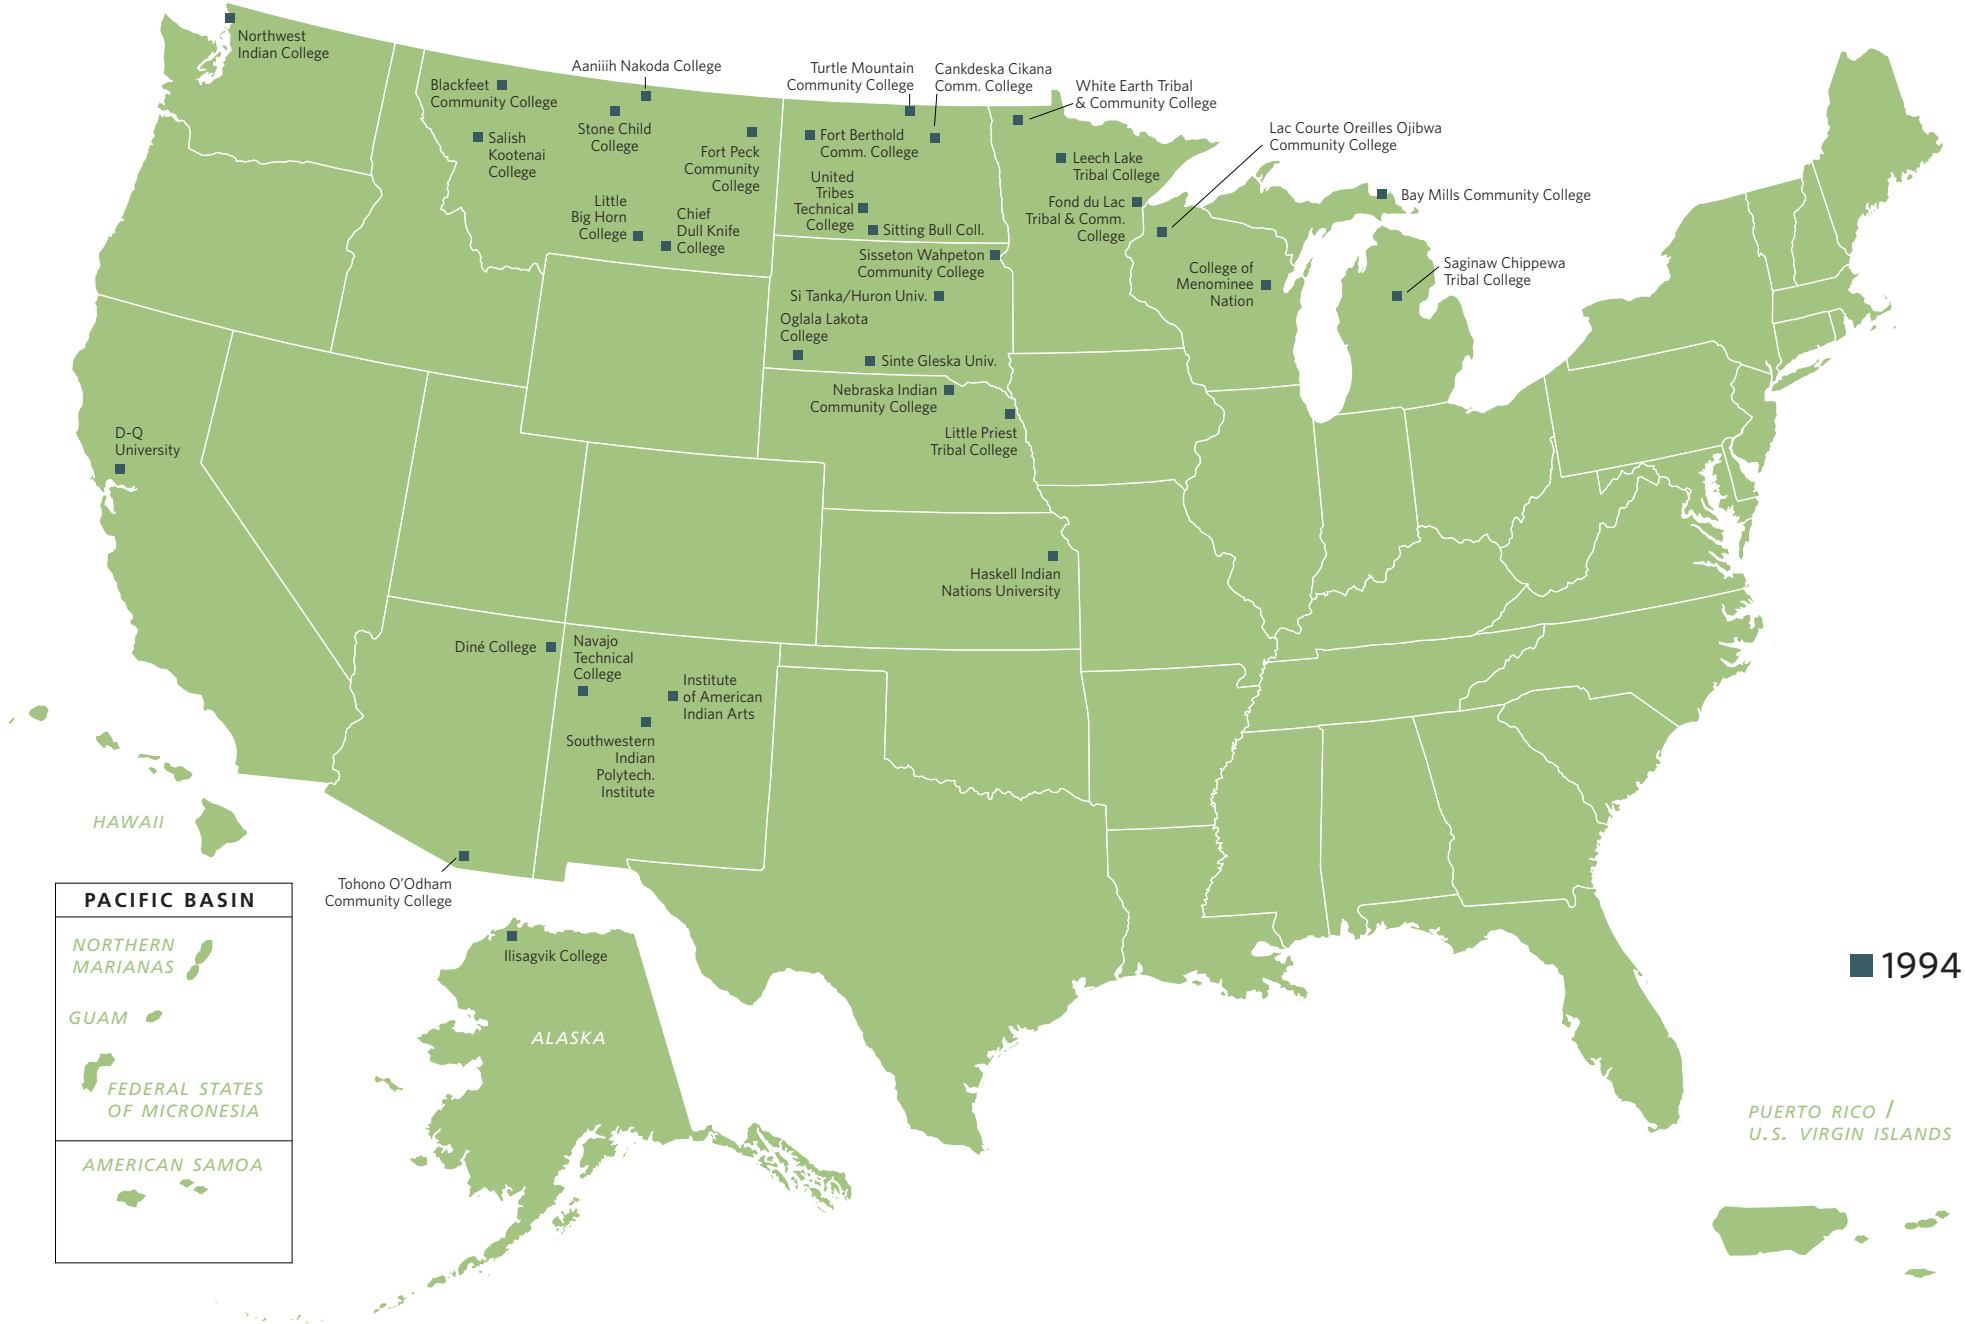 Northwest
Indian College
Blackfeet
Community College
Salish
Kootenai
College
Aaniiih Nakoda College
Stone Child
College
Fort Peck
Community
College
Little
Big Horn
College
Chief
Dull Knife
College
Turtle Mountain
Community College
Cankdeska Cikana
Comm. College
Fort Berthold
Comm. College
United
Tribes
Technical
College
Sitting Bull Coll.
White Earth Tribal
& Community College
Leech Lake
Tribal College
Fond du Lac
Tribal & Comm.
College
Lac Courte Oreilles Ojibwa
Community College
Bay Mills Community College
College of
Menominee
Nation
Saginaw Chippewa
Tribal College
Sisseton Wahpeton
Community College
Si Tanka/Huron Univ.
Oglala Lakota
College
Sinte Gleska Univ.
Nebraska Indian
Community College
Little Priest
Tribal College
D-Q
University
Haskell Indian
Nations University
Diné College
Navajo
Technical
College
Institute
of American
Indian Arts
Southwestern
Indian
Polytech.
Institute
Tohono O’Odham
Community College
HAWAII
PACIFIC BASIN
NORTHERN
MARIANAS
GUAM
FEDERAL STATES
OF MICRONESIA
AMERICAN SAMOA
Ilisagvik College
ALASKA
1994
PUERTO RICO /
U.S. VIRGIN ISLANDS